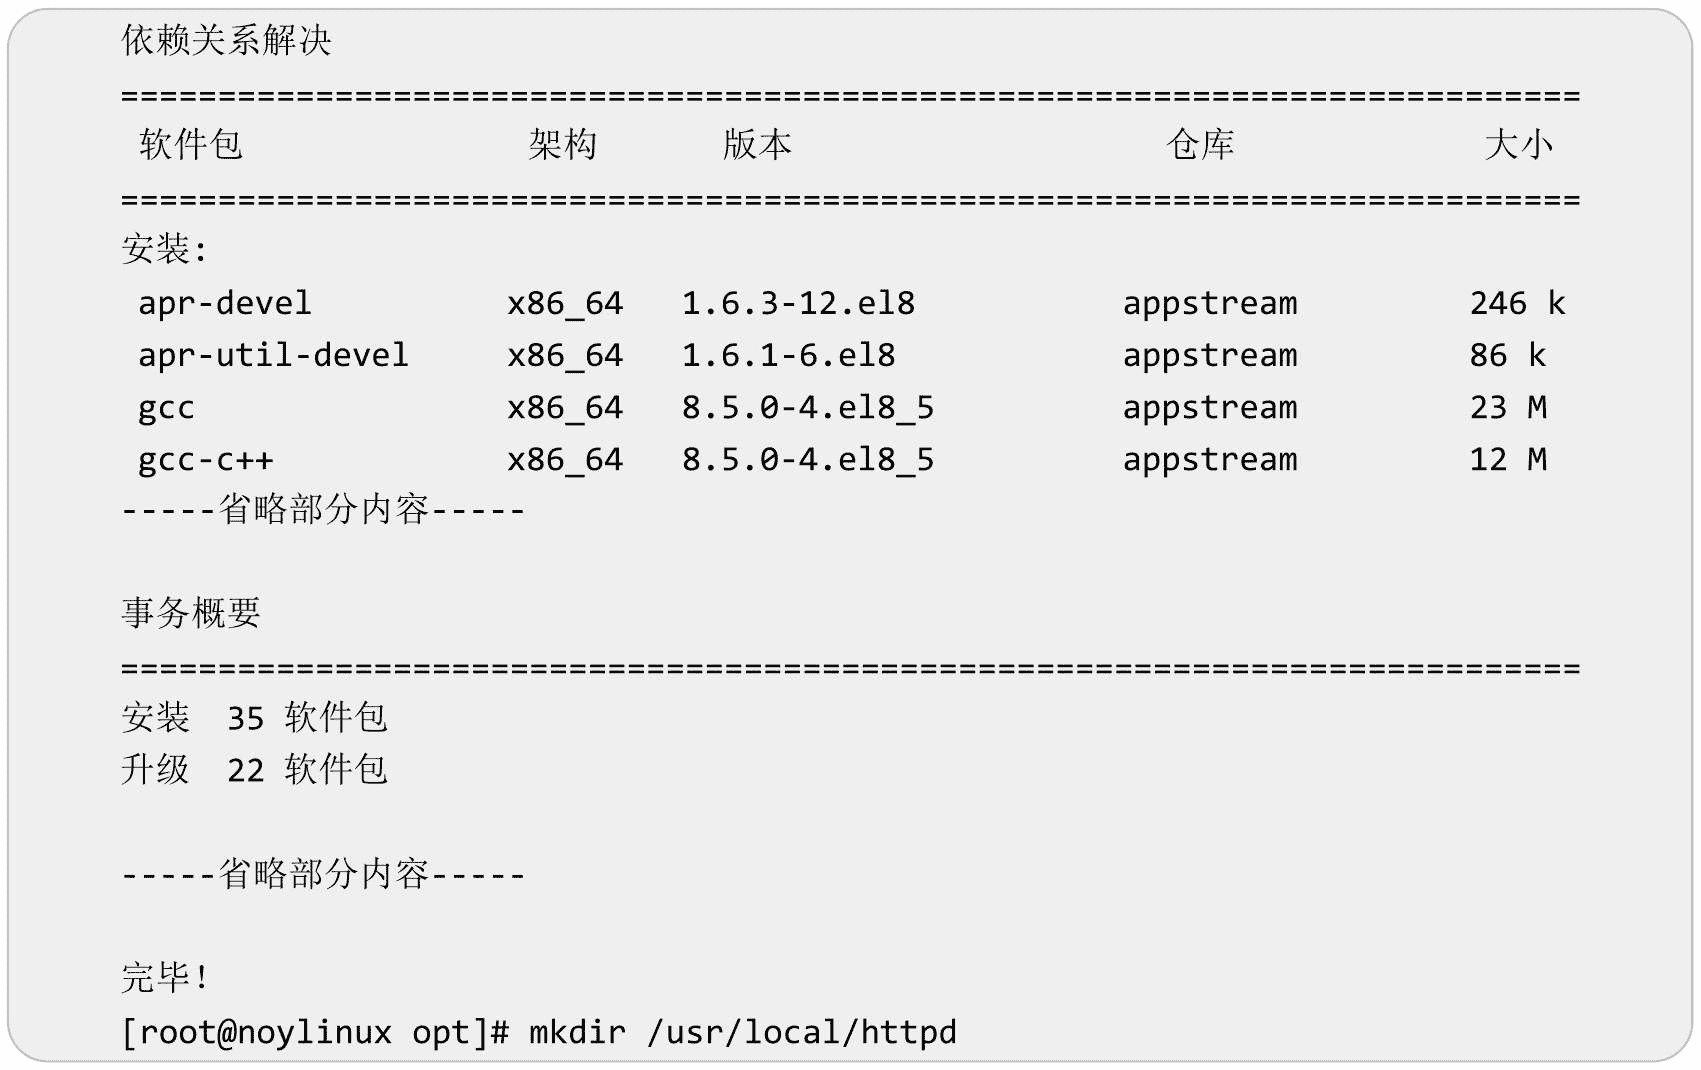 依赖关系解决
===========================================================================
软件包 架构 版本 仓库 大小
===========================================================================
安装:
apr-devel x86_64 1.6.3-12.el8 appstream 246 k
apr-util-devel x86_64 1.6.1-6.el8 appstream 86 k
gcc x86_64 8.5.0-4.el8_5 appstream 23 M
gcc-c++ x86_64 8.5.0-4.el8_5 appstream 12 M
-----省略部分内容-----
事务概要
===========================================================================
安装 35 软件包
升级 22 软件包
-----省略部分内容-----
完毕!
[root@noylinux opt]# mkdir /usr/local/httpd